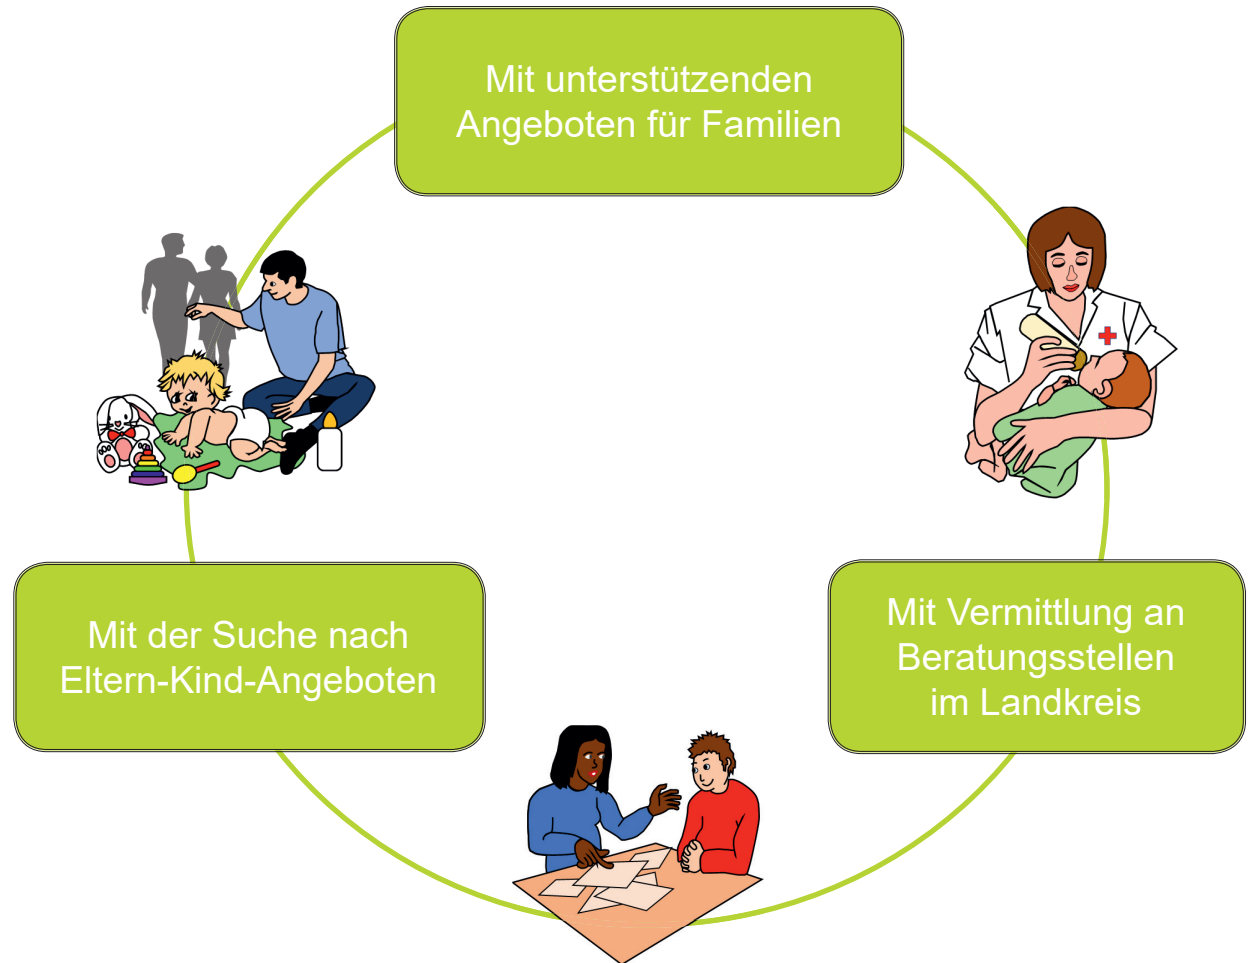 Mit unterstützenden
Angeboten für Familien
Mit der Suche nach
Eltern-Kind-Angeboten
Mit Vermittlung an
Beratungsstellen
im Landkreis